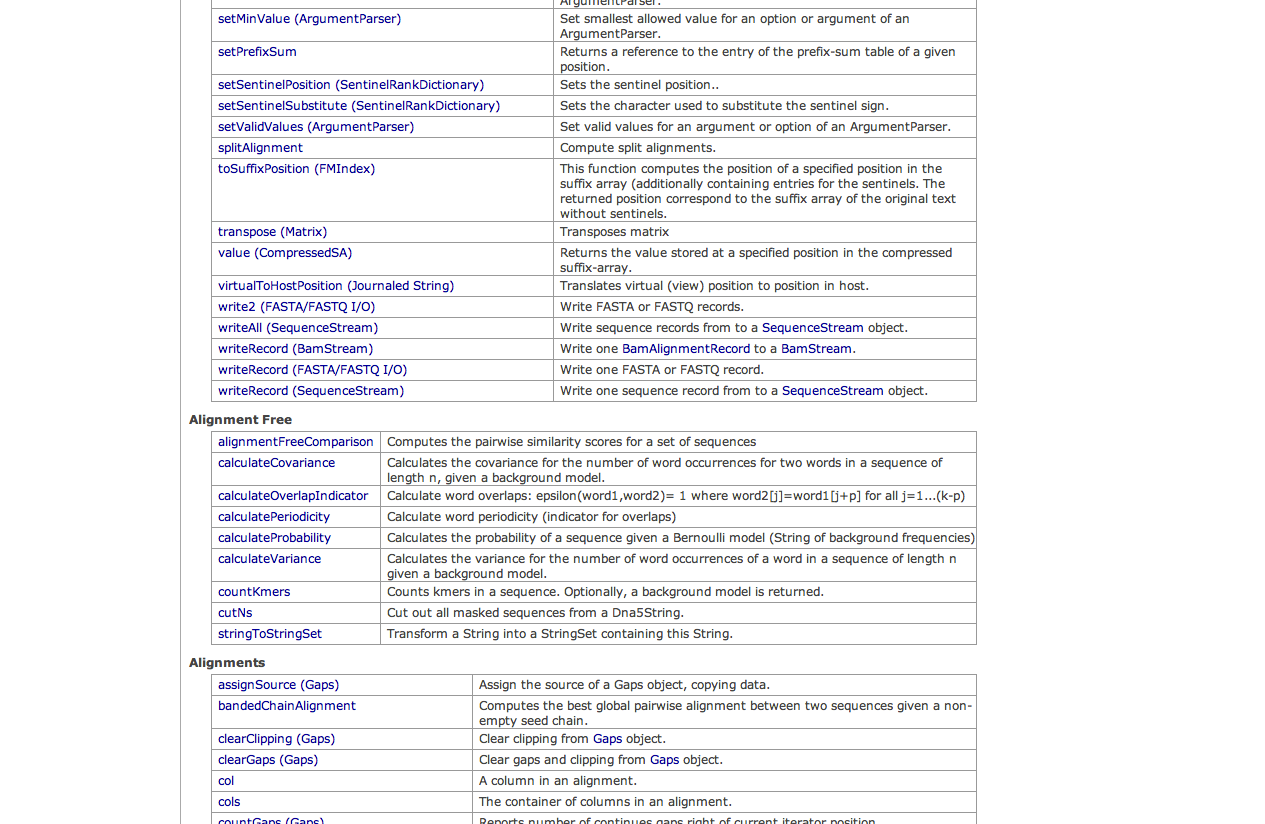 ArgumentParser.
setMinValue (ArgumentParser)
Set smallest allowed value for an option or argument of an
ArgumentParser.
setPrefixSum
Returns a reference to the entry of the prefix-sum table of a given
position.
setSentinelPosition (SentinelRankDictionary)
Sets the sentinel position..
setSentinelSubstitute (SentinelRankDictionary)
Sets the character used to substitute the sentinel sign.
setValidValues (ArgumentParser)
Set valid values for an argument or option of an ArgumentParser.
splitAlignment
Compute split alignments.
toSuffixPosition (FMIndex)
This function computes the position of a specified position in the
suffix array (additionally containing entries for the sentinels. The
returned position correspond to the suffix array of the original text
without sentinels.
transpose (Matrix)
Transposes matrix
value (CompressedSA)
Returns the value stored at a specified position in the compressed
suffix-array.
virtualToHostPosition (Journaled String)
Translates virtual (view) position to position in host.
write2 (FASTA/FASTQ I/O)
Write FASTA or FASTQ records.
writeAll (SequenceStream)
Write sequence records from to a SequenceStream object.
writeRecord (BamStream)
Write one BamAlignmentRecord to a BamStream.
writeRecord (FASTA/FASTQ I/O)
Write one FASTA or FASTQ record.
writeRecord (SequenceStream)
Write one sequence record from to a SequenceStream object.
Alignment Free
alignmentFreeComparison
Computes the pairwise similarity scores for a set of sequences
calculateCovariance
Calculates the covariance for the number of word occurrences for two words in a sequence of
length n, given a background model.
calculateOverlapIndicator
Calculate word overlaps: epsilon(word1,word2)= 1 where word2[j]=word1[j+p] for all j=1...(k-p)
calculatePeriodicity
Calculate word periodicity (indicator for overlaps)
calculateProbability
Calculates the probability of a sequence given a Bernoulli model (String of background frequencies)
calculateVariance
Calculates the variance for the number of word occurrences of a word in a sequence of length n
given a background model.
countKmers
Counts kmers in a sequence. Optionally, a background model is returned.
cutNs
Cut out all masked sequences from a Dna5String.
stringToStringSet
Transform a String into a StringSet containing this String.
Alignments
assignSource (Gaps)
Assign the source of a Gaps object, copying data.
bandedChainAlignment
Computes the best global pairwise alignment between two sequences given a non-
empty seed chain.
clearClipping (Gaps)
Clear clipping from Gaps object.
clearGaps (Gaps)
Clear gaps and clipping from Gaps object.
col
A column in an alignment.
cols
The container of columns in an alignment.
countGaps (Gaps)
Reports number of continues gaps right of current iterator position.